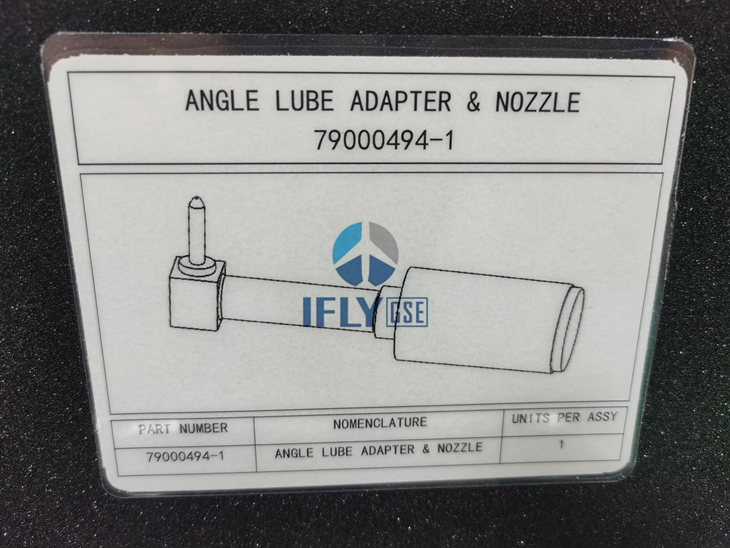 ANGLE LUBE ADAPTER & NOZZLE
79000494-1
IFLY GSE
PART NUMBER NOMENCLATURE UNITS PER ASSY
79000494-1 ANGLE LUBE ADAPTER & NOZZLE 1